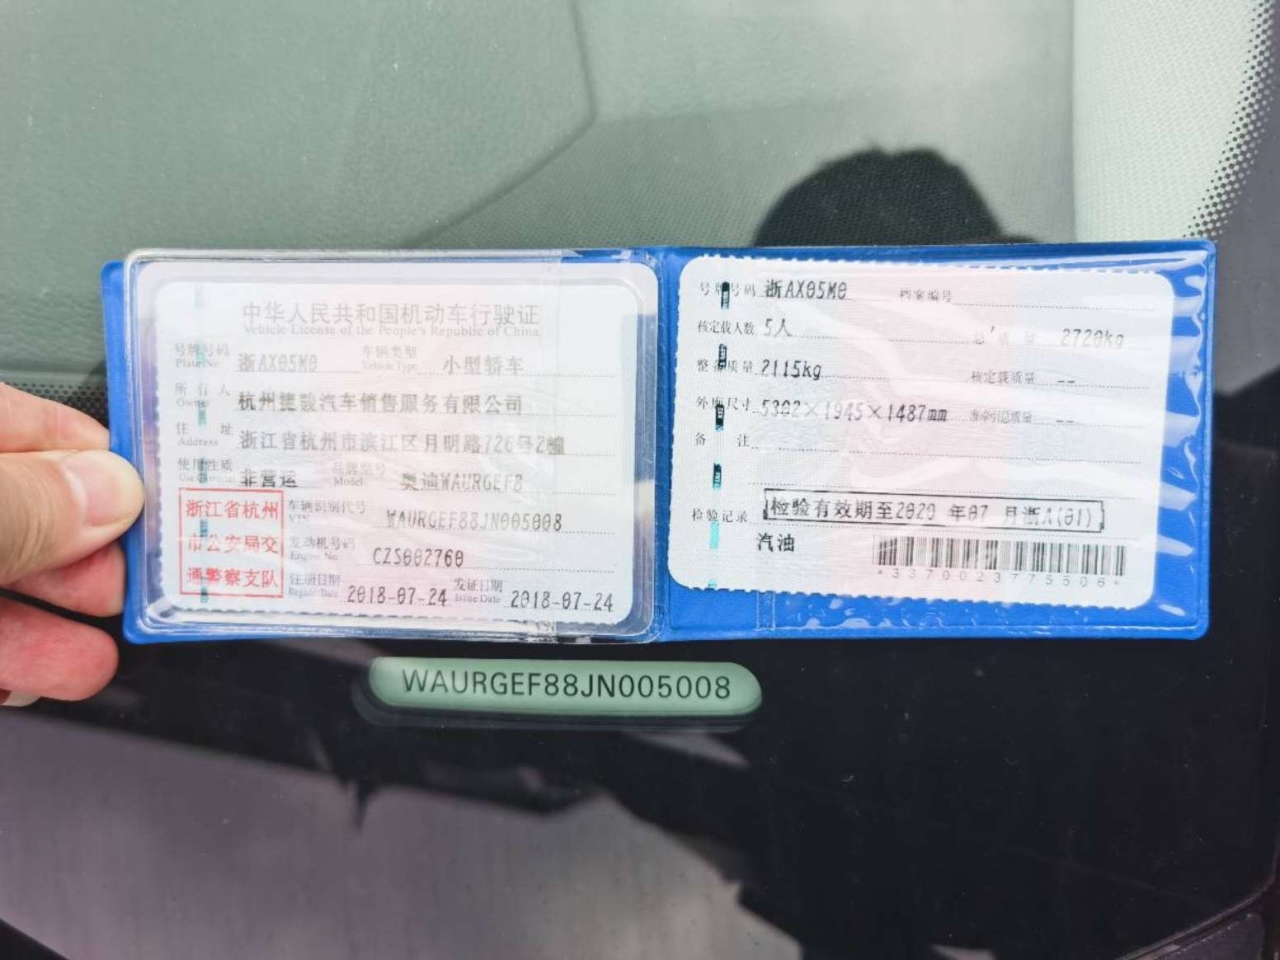 中华人民共和国机动车行驶证
Vehicle License of the People's Republic of China
号牌号码 浙AX05M0 车辆类型 小型轿车
Plate No. Vehicle Type
所有人 杭州捷骏汽车销售服务有限公司
Owner
住址 浙江省杭州市滨江区月明路726号2幢
Address
使用性质 非营运 品牌型号 奥迪WAURGEF8
Use Character Model
浙江省杭州
市公安局交
通警察支队
车辆识别代号 WAURGEF88JN005008
VIN
发动机号码 CZS002760
Engine No.
注册日期 2018-07-24 发证日期 2018-07-24
Register Date Issue Date
号牌号码 浙AX05M0 档案编号
核定载人数 5人 总质量 2720kg
整备质量 2115kg 核定载质量 --
外廓尺寸 5302×1945×1487mm 准牵引总质量 --
备注
检验记录 检验有效期至2020年07月浙A(01)
汽油
*3370023775506*
WAURGEF88JN005008